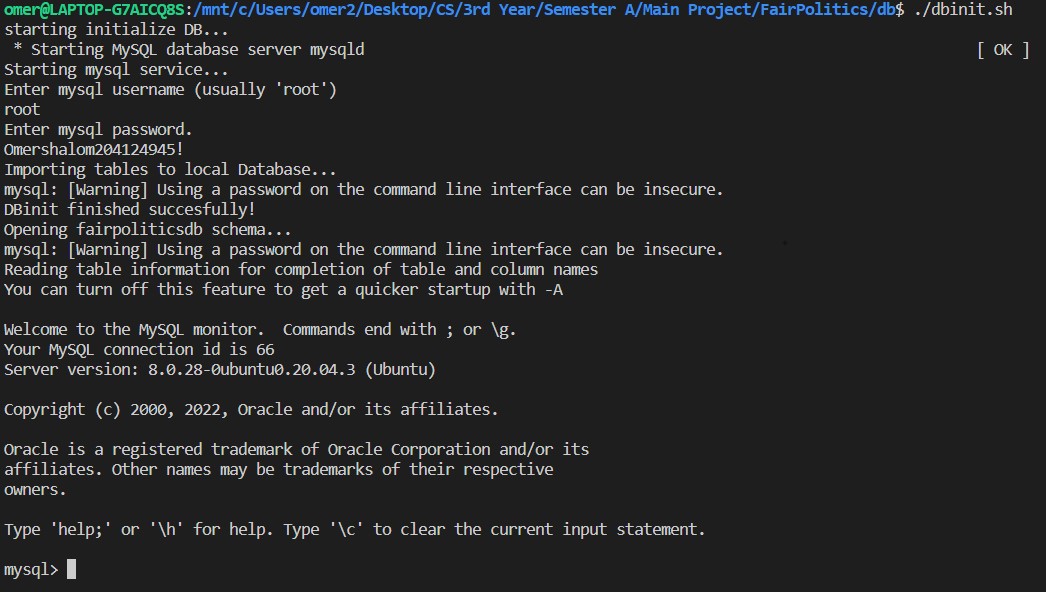 omer@LAPTOP-G7AICQ8S:/mnt/c/Users/omer2/Desktop/CS/3rd Year/Semester A/Main Project/FairPolitics/db$ ./dbinit.sh
starting initialize DB...
 * Starting MySQL database server mysqld [ OK ]
Starting mysql service...
Enter mysql username (usually 'root')
root
Enter mysql password.
Omershalom204124945!
Importing tables to local Database...
mysql: [Warning] Using a password on the command line interface can be insecure.
DBinit finished succesfully!
Opening fairpoliticsdb schema...
mysql: [Warning] Using a password on the command line interface can be insecure.
Reading table information for completion of table and column names
You can turn off this feature to get a quicker startup with -A

Welcome to the MySQL monitor.  Commands end with ; or \g.
Your MySQL connection id is 66
Server version: 8.0.28-0ubuntu0.20.04.3 (Ubuntu)

Copyright (c) 2000, 2022, Oracle and/or its affiliates.

Oracle is a registered trademark of Oracle Corporation and/or its
affiliates. Other names may be trademarks of their respective
owners.

Type 'help;' or '\h' for help. Type '\c' to clear the current input statement.

mysql>